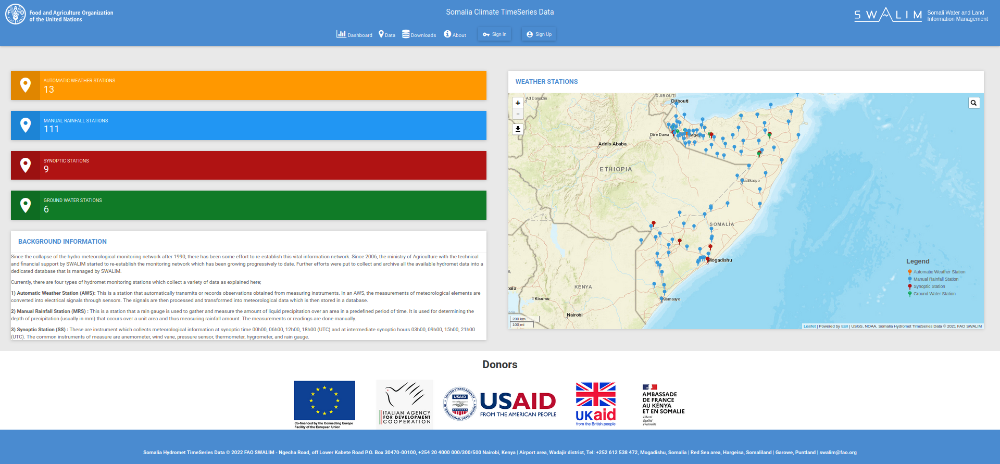 Food and Agriculture Organization
of the United Nations
Somalia Climate TimeSeries Data
SWALIM
Somali Water and Land
Information Management
Dashboard Data Downloads About Sign In Sign Up
AUTOMATIC WEATHER STATIONS
13
MANUAL RAINFALL STATIONS
111
SYNOPTIC STATIONS
9
GROUND WATER STATIONS
6
BACKGROUND INFORMATION
Since the collapse of the hydro-meteorological monitoring network after 1990, there has been some effort to re-establish this vital information network. Since 2006, the ministry of Agriculture with the technical
and financial support by SWALIM started to re-establish the monitoring network which has been growing progressively to date. Further efforts were put to collect and archive all the available hydromet data into a
dedicated database that is managed by SWALIM.
Currently, there are four types of hydromet monitoring stations which collect a variety of data as explained here;
1) Automatic Weather Station (AWS): This is a station that automatically transmits or records observations obtained from measuring instruments. In an AWS, the measurements of meteorological elements are
converted into electrical signals through sensors. The signals are then processed and transformed into meteorological data which is then stored in a database.
2) Manual Rainfall Station (MRS) : This is a station that a rain gauge is used to gather and measure the amount of liquid precipitation over an area in a predefined period of time. It is used for determining the
depth of precipitation (usually in mm) that occurs over a unit area and thus measuring rainfall amount. The measurements or readings are done manually.
3) Synoptic Station (SS) : These are instrument which collects meteorological information at synoptic time 00h00, 06h00, 12h00, 18h00 (UTC) and at intermediate synoptic hours 03h00, 09h00, 15h00, 21h00
(UTC). The common instruments of measure are anemometer, wind vane, pressure sensor, thermometer, hygrometer, and rain gauge.
WEATHER STATIONS
+
-
Ad Damazin
DJIBOUTI
Djibouti
Dire Dawa
Addis Ababa
ETHIOPIA
SOMALIA
Mogadishu
KENYA
Kisumu
Kismaayo
Nairobi
200 km
100 mi
Legend
Automatic Weather Station
Manual Rainfall Station
Synoptic Station
Ground Water Station
Leaflet | Powered by Esri | USGS, NOAA, Somalia Hydromet TimeSeries Data © 2021 FAO SWALIM
Donors
Co-financed by the Connecting Europe
Facility of the European Union
ITALIAN AGENCY
FOR DEVELOPMENT
COOPERATION
UNITED STATES AGENCY
INTERNATIONAL DEVELOPMENT
USAID
USAID
FROM THE AMERICAN PEOPLE
UKaid
from the British people
AMBASSADE
DE FRANCE
AU KÉNYA
ET EN SOMALIE
Liberté
Égalité
Fraternité
Somalia Hydromet TimeSeries Data © 2022 FAO SWALIM - Ngecha Road, off Lower Kabete Road P.O. Box 30470-00100, +254 20 4000 000/300/500 Nairobi, Kenya | Airport area, Wadajir district, Tel: +252 612 538 472, Mogadishu, Somalia | Red Sea area, Hargeisa, Somaliland | Garowe, Puntland | swalim@fao.org